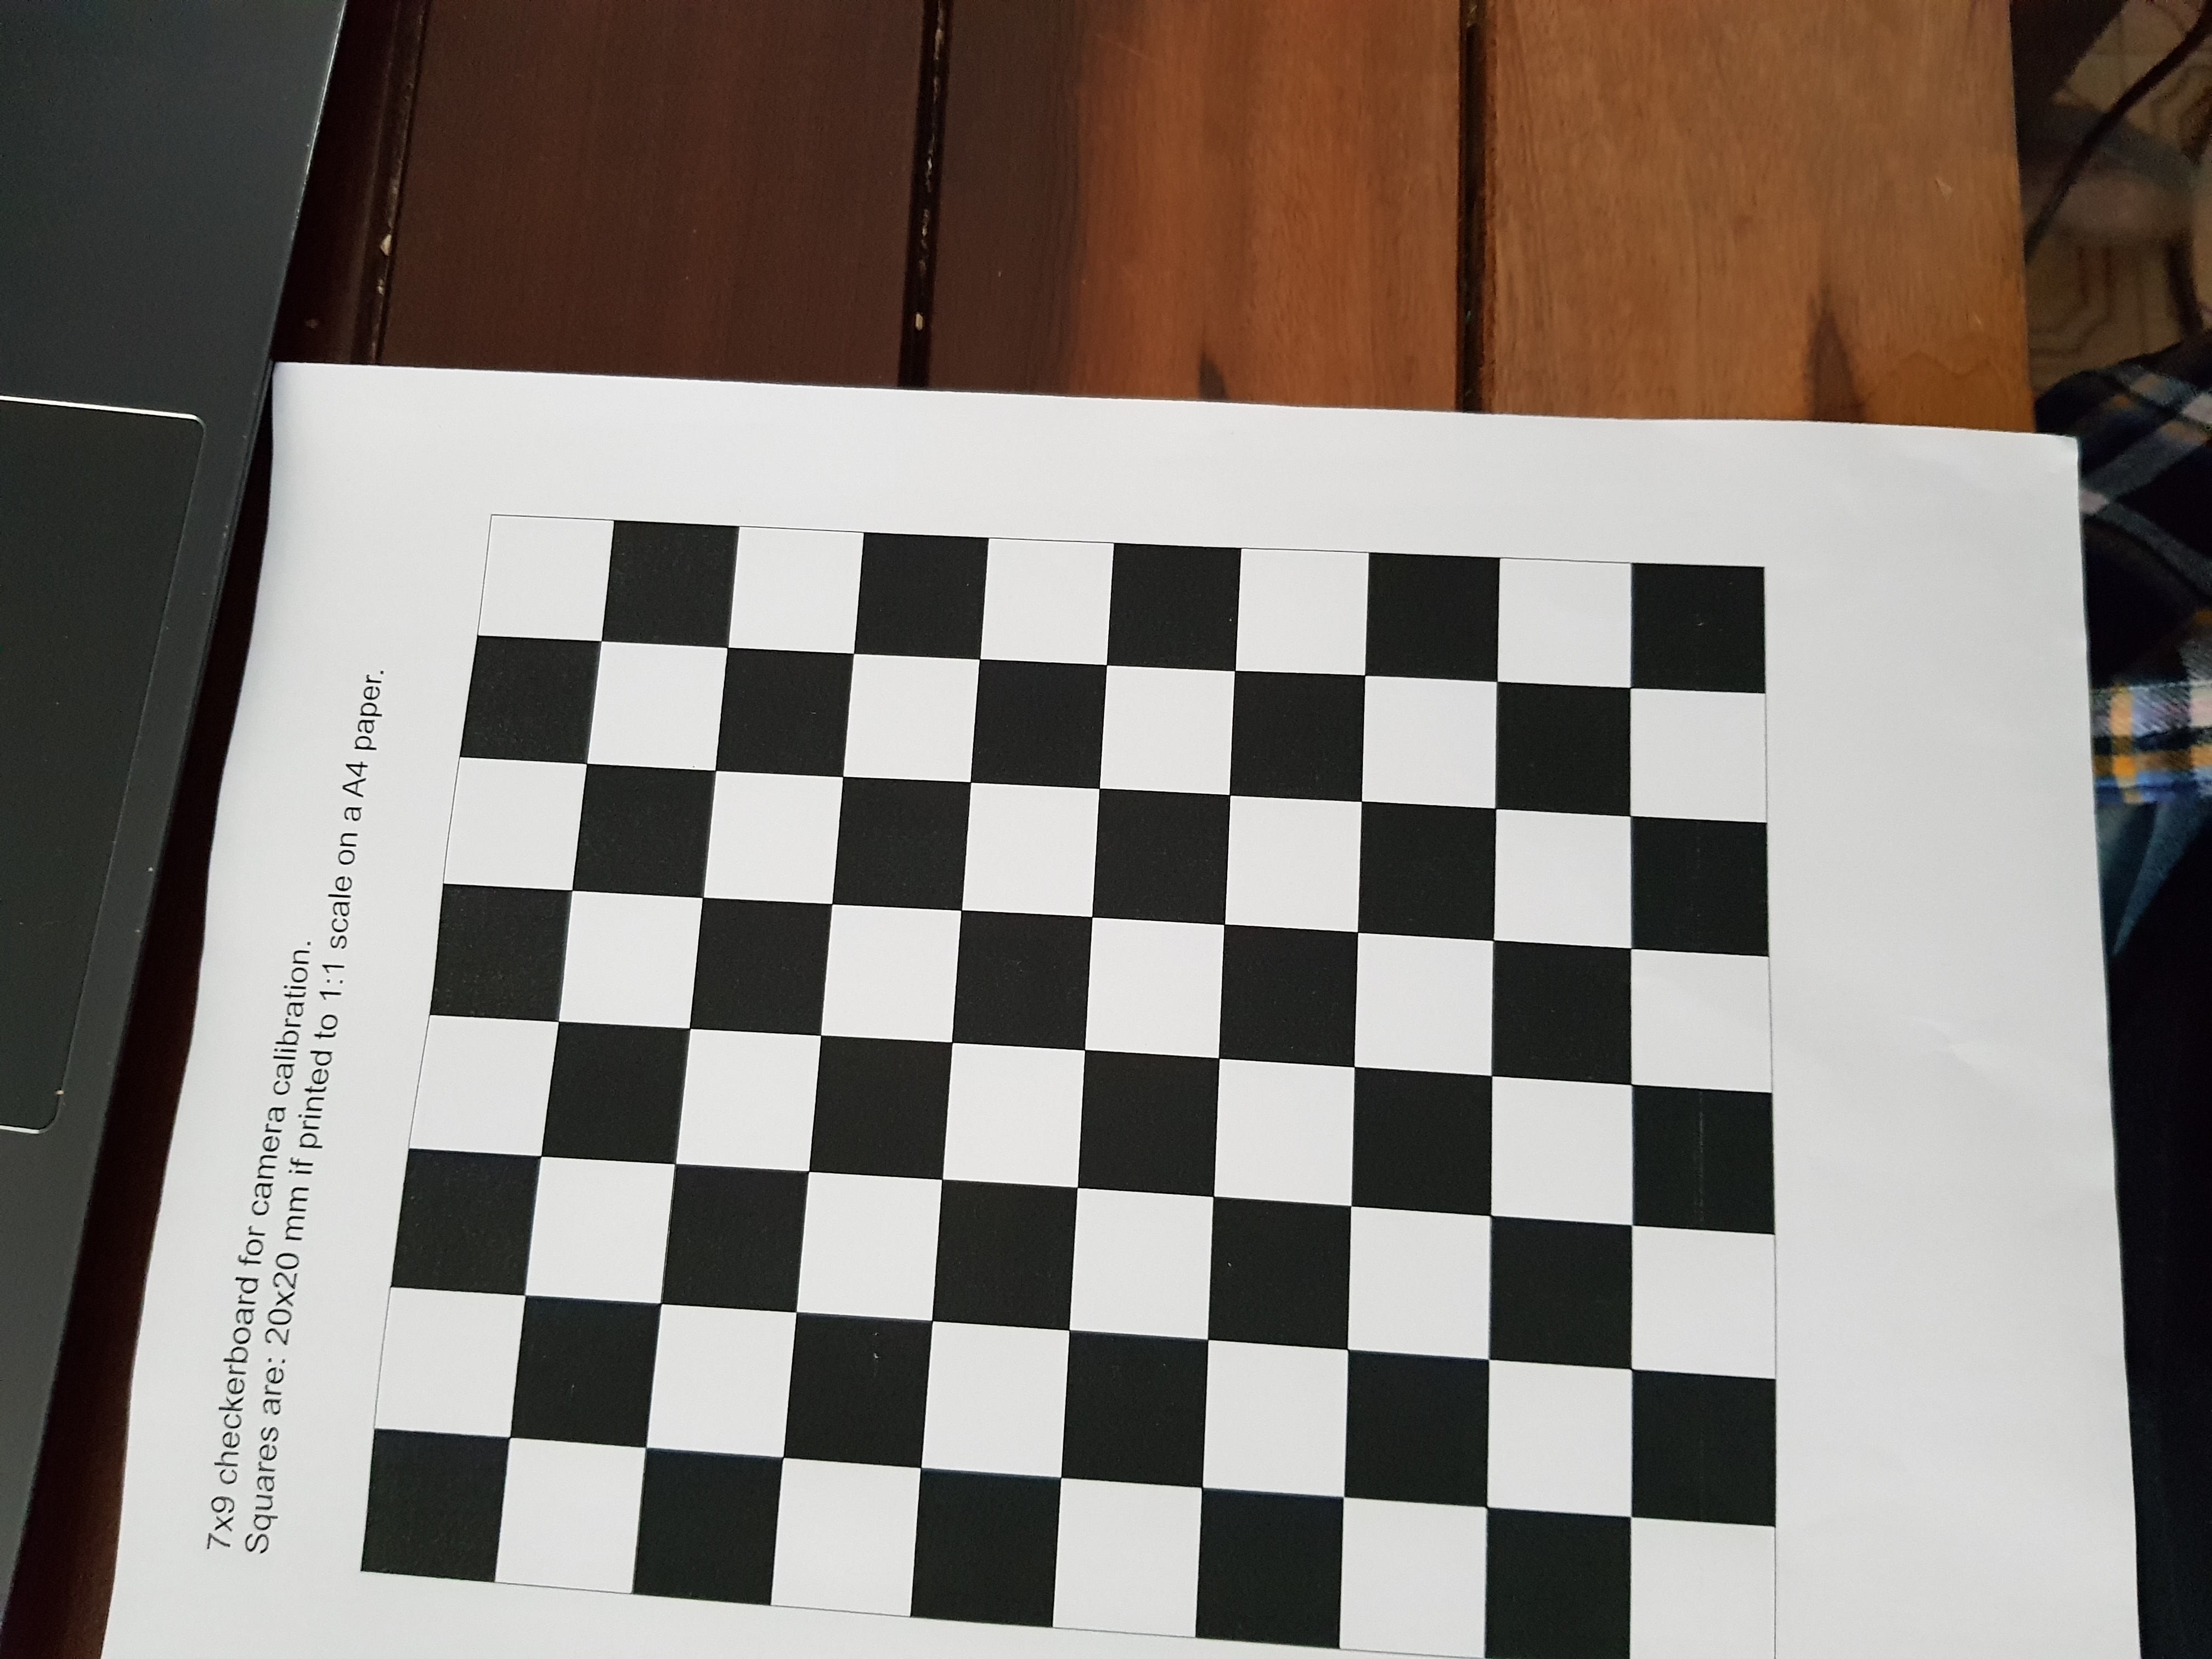 7x9 checkerboard for camera calibration.
Squares are: 20x20 mm if printed to 1:1 scale on a A4 paper.